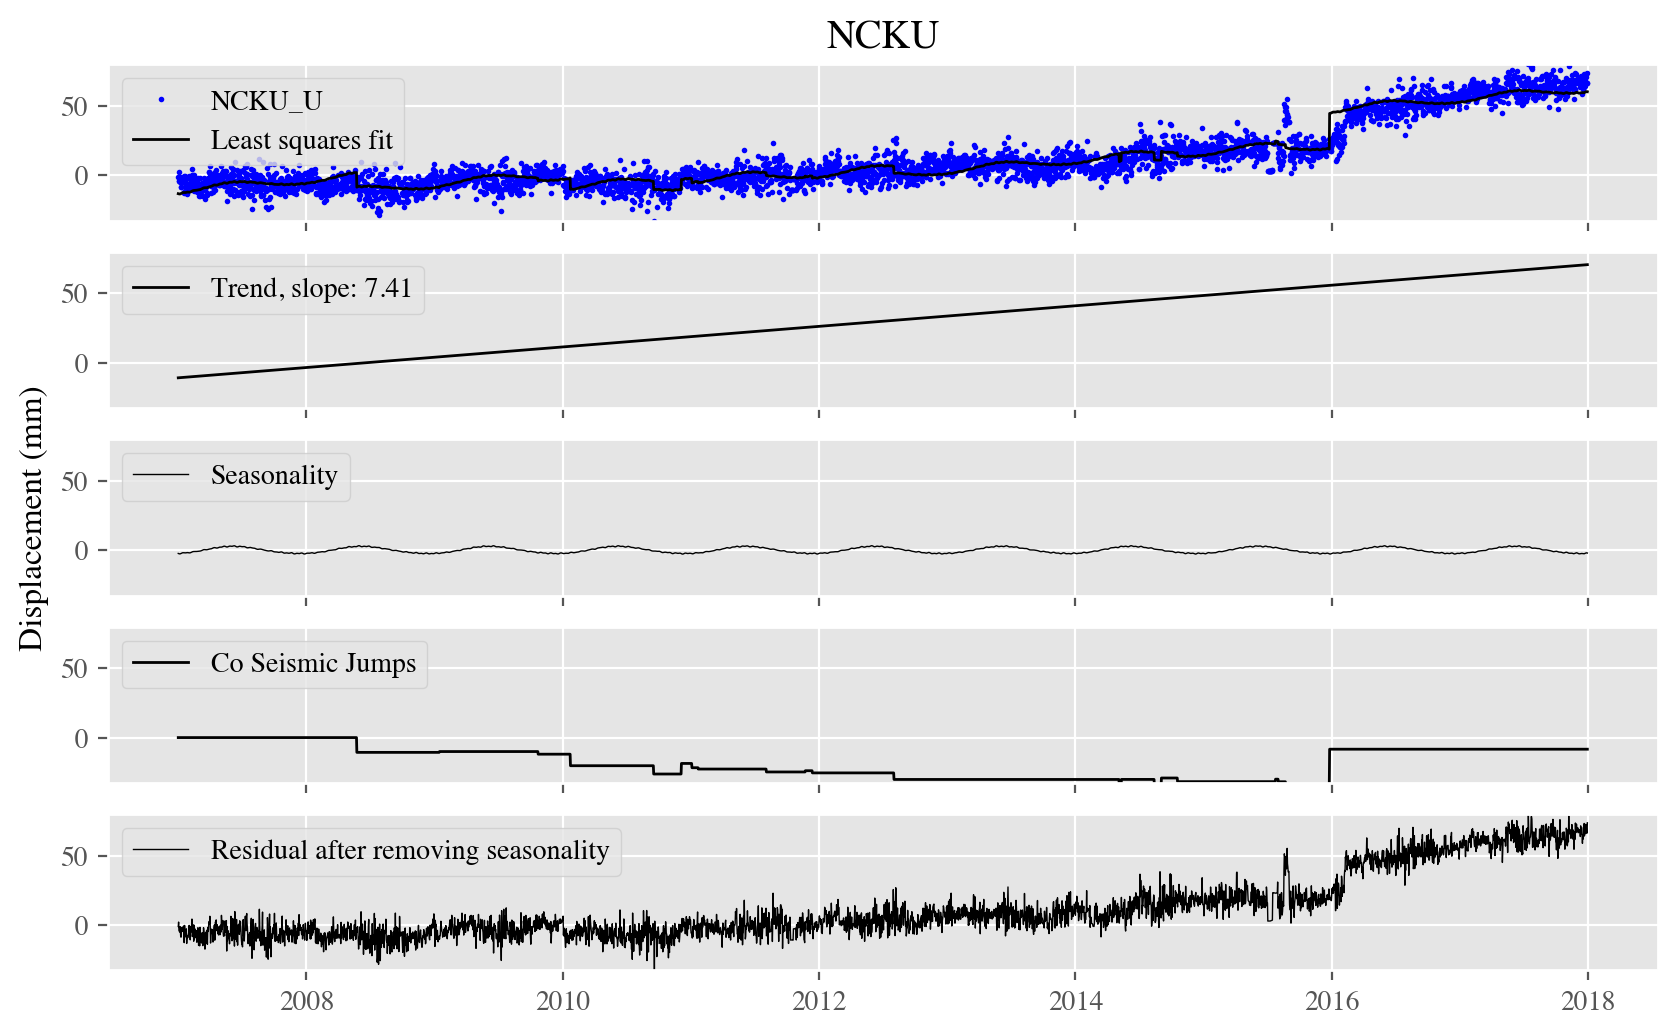 NCKU
NCKU_U
Least squares fit
50
0
Trend, slope: 7.41
50
0
Displacement (mm)
Seasonality
50
0
Co Seismic Jumps
50
0
Residual after removing seasonality
50
0
2008 2010 2012 2014 2016 2018